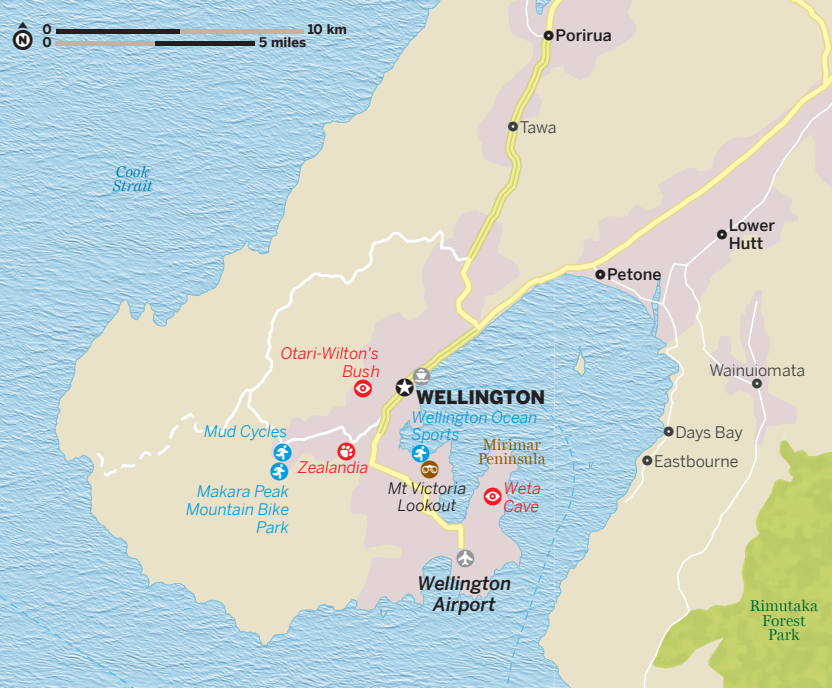 0 10 km
N
0 5 miles
Porirua
Tawa
Cook
Strait
Lower
Hutt
Petone
Otari-Wilton's
Bush
Wainuiomata
WELLINGTON
Wellington Ocean
Sports
Mud Cycles
Mirimar
Peninsula
Days Bay
Eastbourne
Zealandia
Makara Peak
Mountain Bike
Park
Mt Victoria
Lookout
Weta
Cave
Wellington
Airport
Rimutaka
Forest
Park